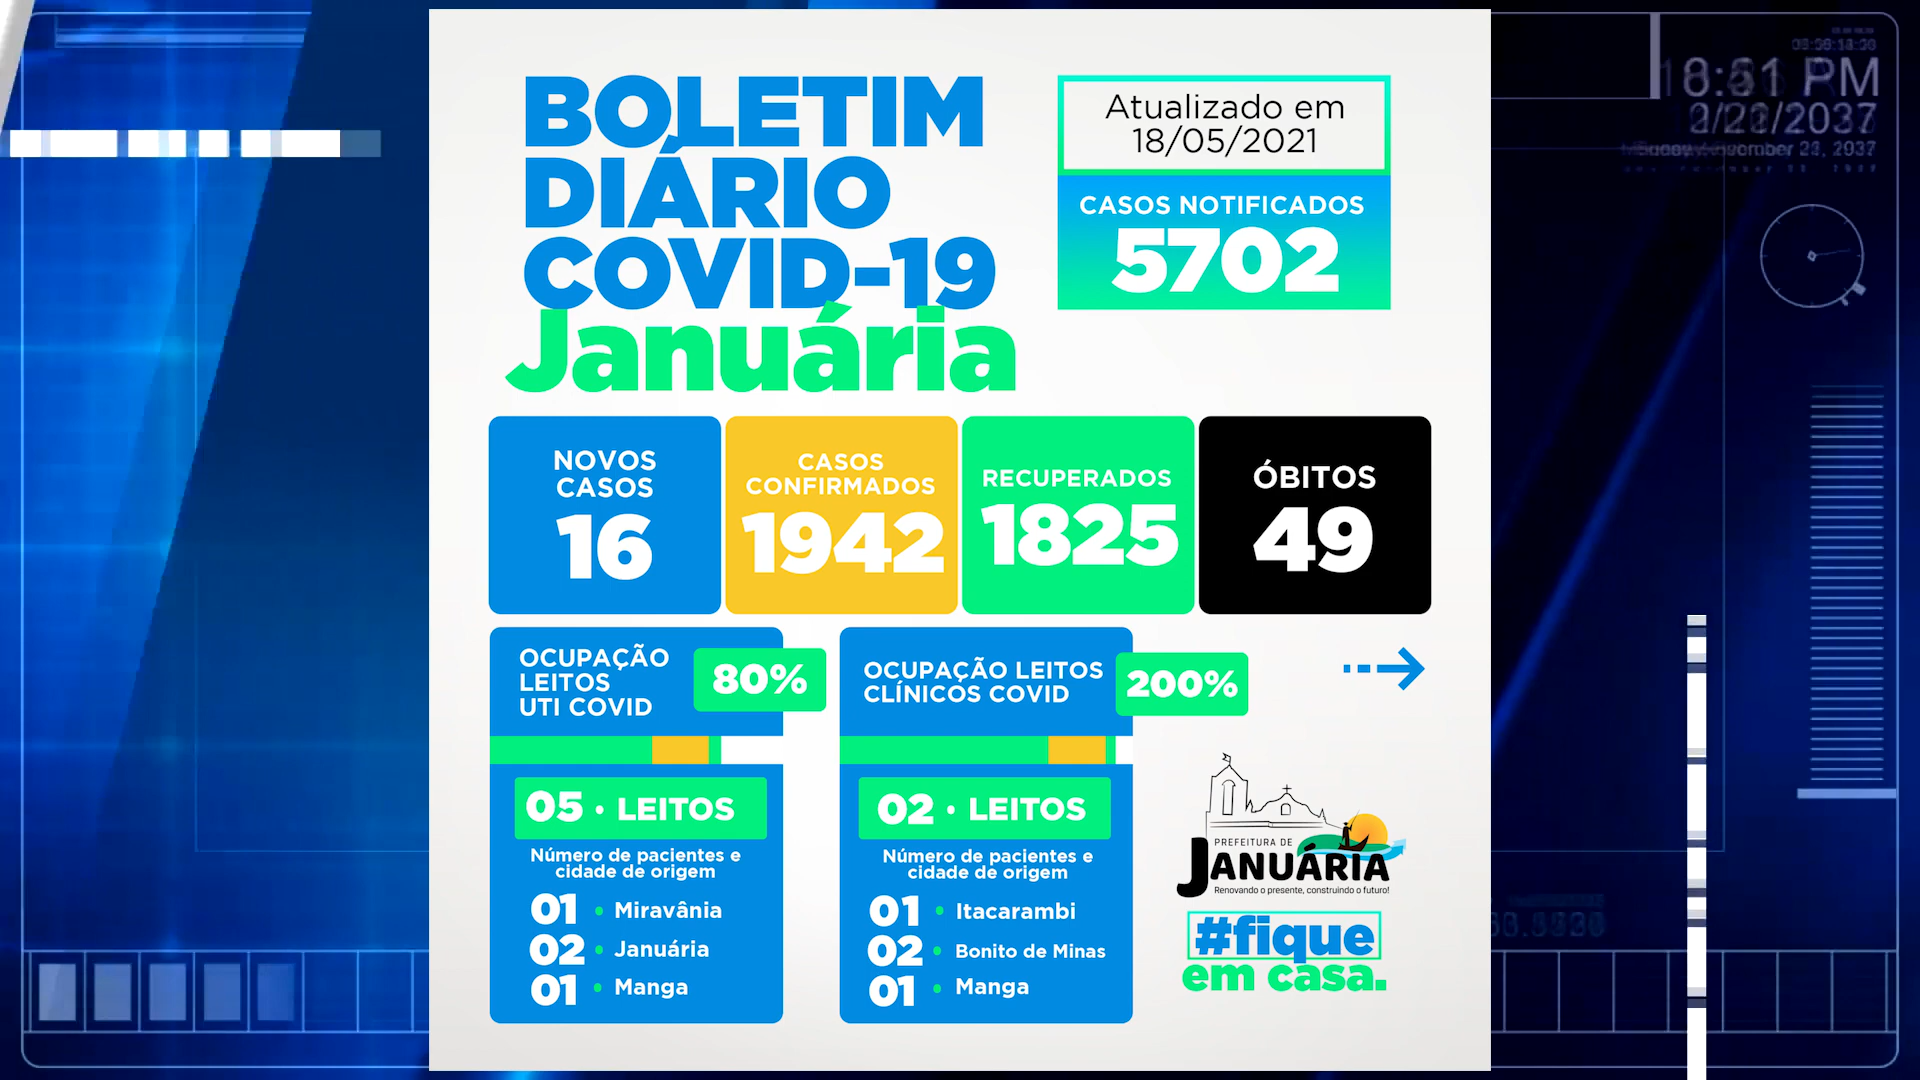 BOLETIM
DIÁRIO
COVID-19
Januária
Atualizado em
18/05/2021
CASOS NOTIFICADOS
5702
NOVOS
CASOS
16
CASOS
CONFIRMADOS
1942
RECUPERADOS
1825
ÓBITOS
49
OCUPAÇÃO
LEITOS
UTI COVID
80%
05 • LEITOS
Número de pacientes e
cidade de origem
01 • Miravânia
02 • Januária
01 • Manga
OCUPAÇÃO LEITOS
CLÍNICOS COVID
200%
02 • LEITOS
Número de pacientes e
cidade de origem
01 • Itacarambi
02 • Bonito de Minas
01 • Manga
PREFEITURA DE
JANUÁRIA
Renovando o presente, construindo o futuro!
#fique
em casa.
PM